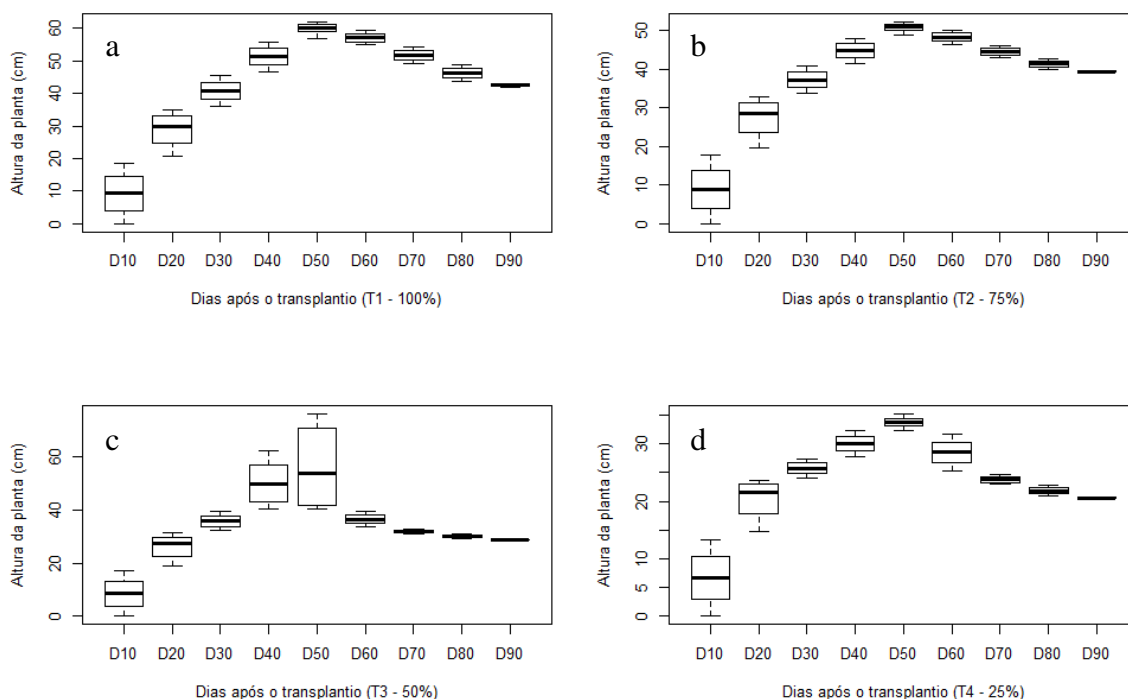 a
Altura da planta (cm)
60
50
40
30
20
10
0
D10 D20 D30 D40 D50 D60 D70 D80 D90
Dias após o transplantio (T1 - 100%)
b
Altura da planta (cm)
50
40
30
20
10
0
D10 D20 D30 D40 D50 D60 D70 D80 D90
Dias após o transplantio (T2 - 75%)
c
Altura da planta (cm)
60
40
20
0
D10 D20 D30 D40 D50 D60 D70 D80 D90
Dias após o transplantio (T3 - 50%)
d
Altura da planta (cm)
30
20
10
5
0
D10 D20 D30 D40 D50 D60 D70 D80 D90
Dias após o transplantio (T4 - 25%)